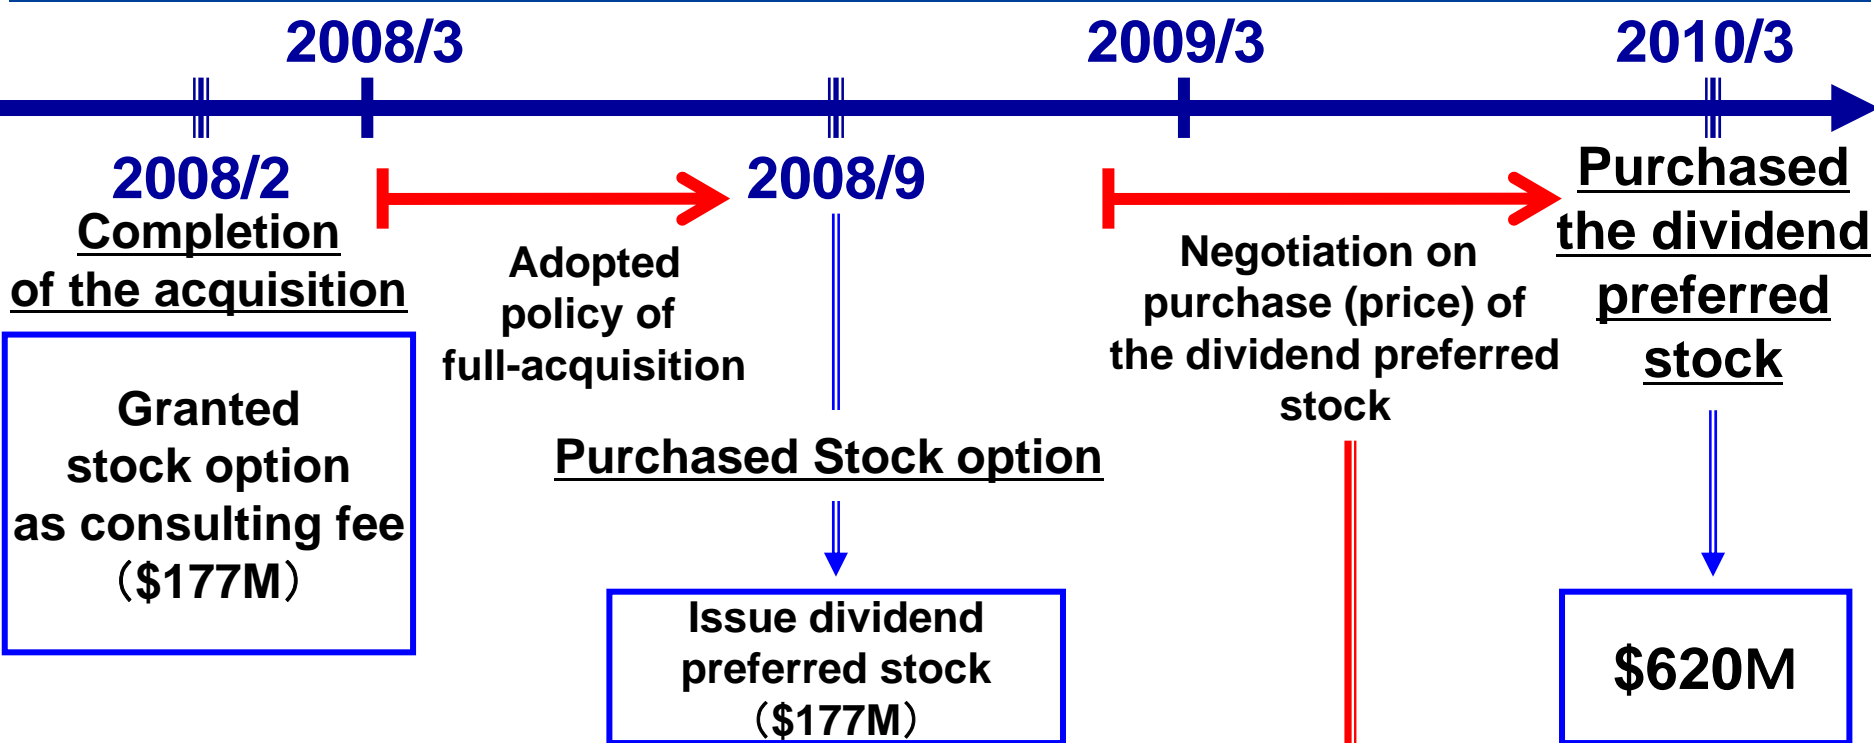 2008/3
2009/3
2010/3
2008/2
Completion
of the acquisition
Granted
stock option
as consulting fee
（$177M）
Adopted
policy of
full-acquisition
2008/9
Purchased Stock option
Issue dividend
preferred stock
（$177M）
Negotiation on
purchase (price) of
the dividend preferred
stock
Purchased
the dividend
preferred
stock
$620M